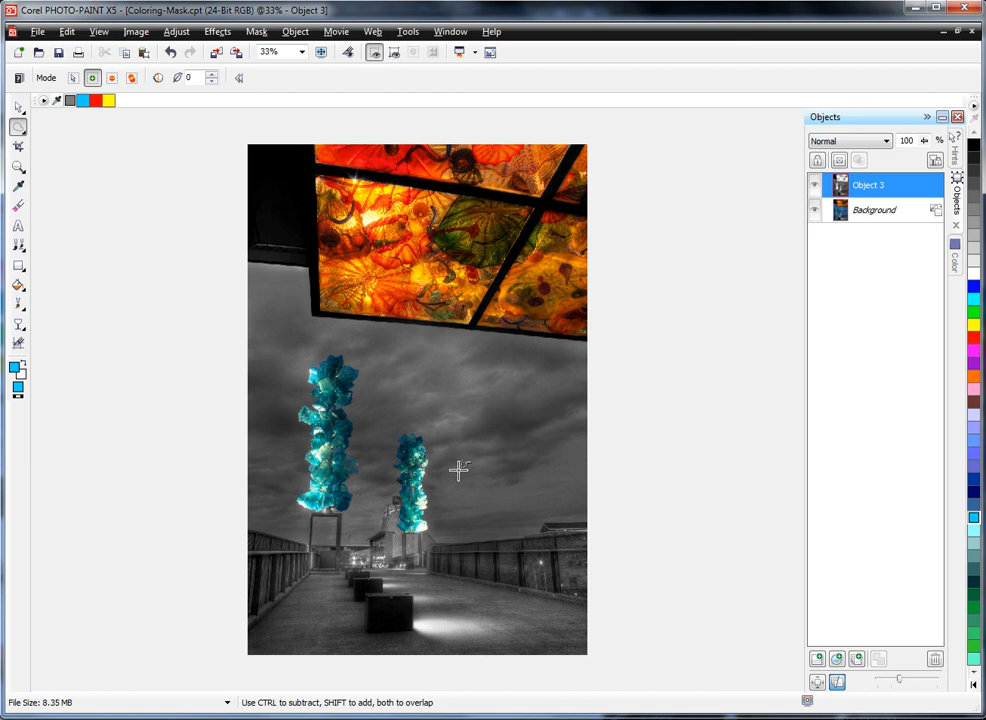 Corel PHOTO-PAINT X5 - [Coloring-Mask.cpt (24-Bit RGB) @33% - Object 3]
File Edit View Image Adjust Effects Mask Object Movie Web Tools Window Help
33%
Mode
0
Objects
Normal 100 %
Object 3
Background
Hints
Objects
Color
File Size: 8.35 MB
Use CTRL to subtract, SHIFT to add, both to overlap